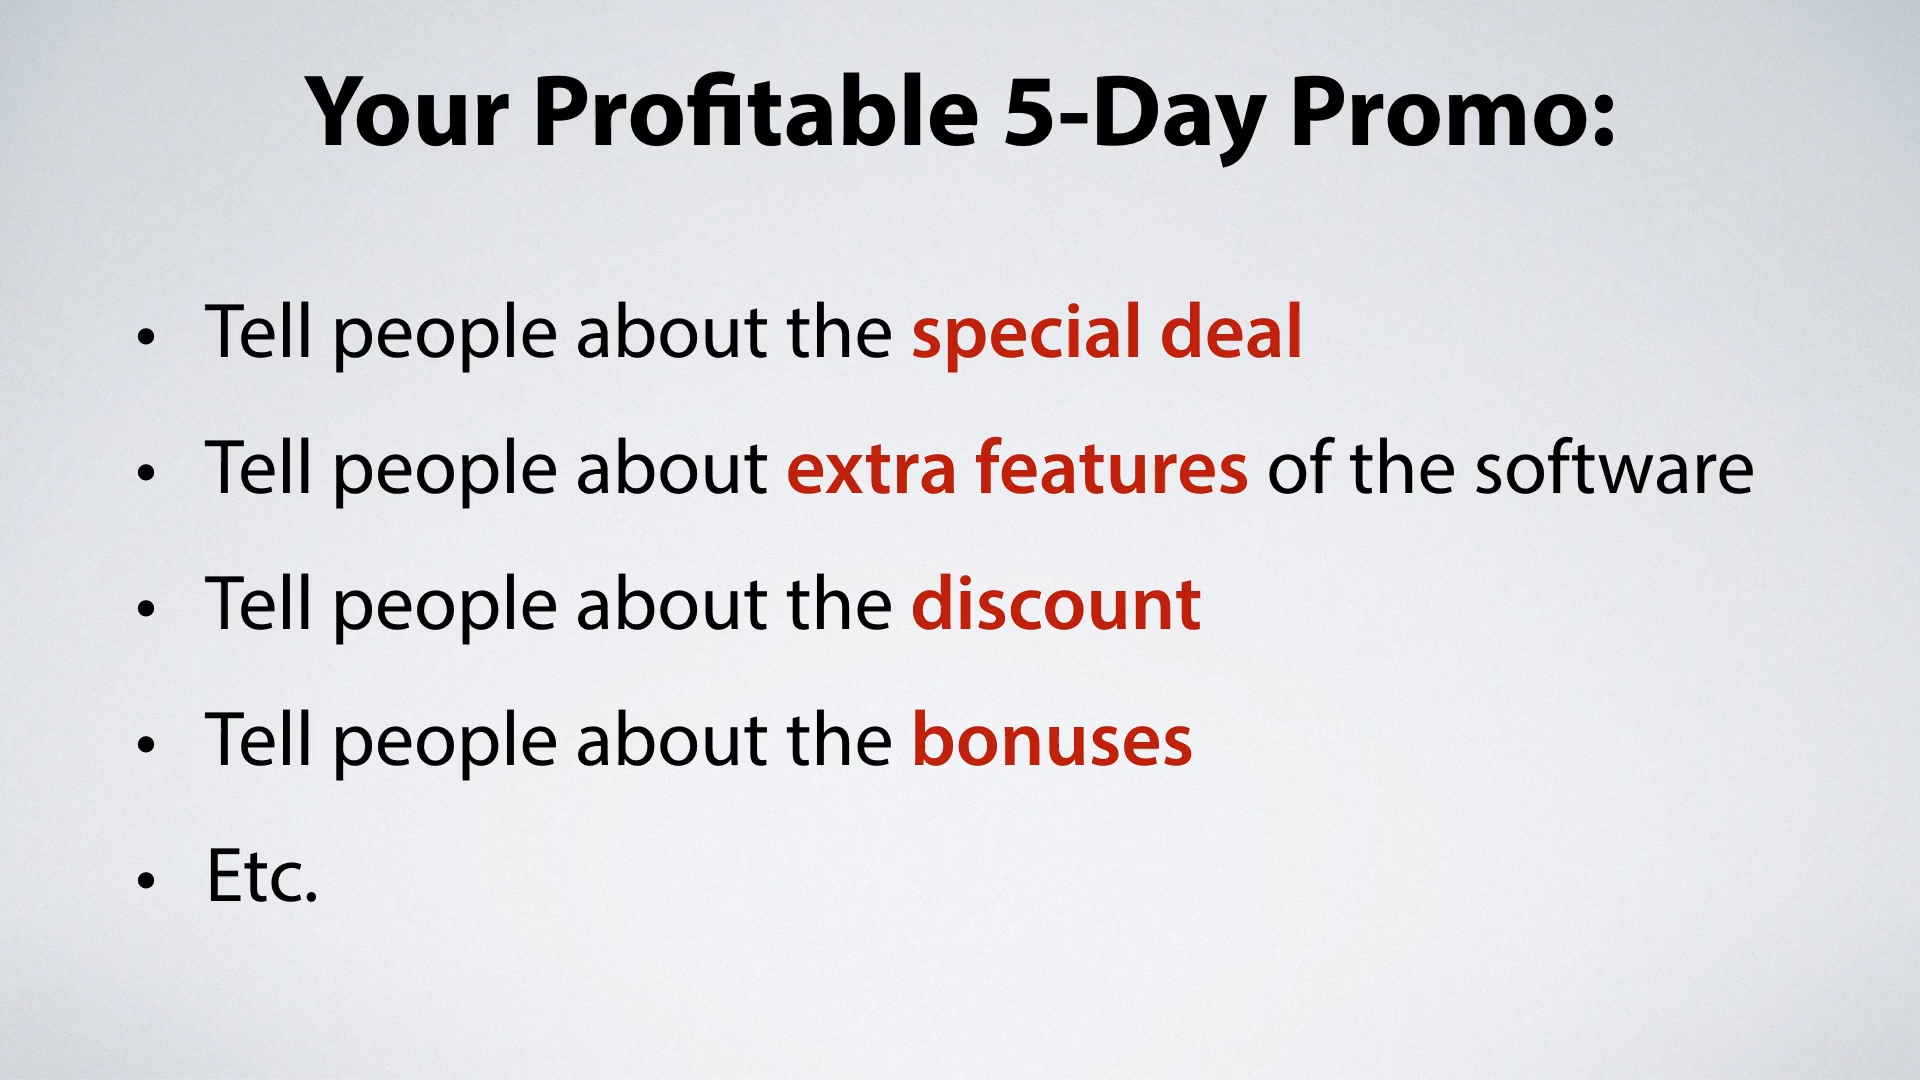 Your Profitable 5-Day Promo:
• Tell people about the special deal
• Tell people about extra features of the software
• Tell people about the discount
• Tell people about the bonuses
• Etc.